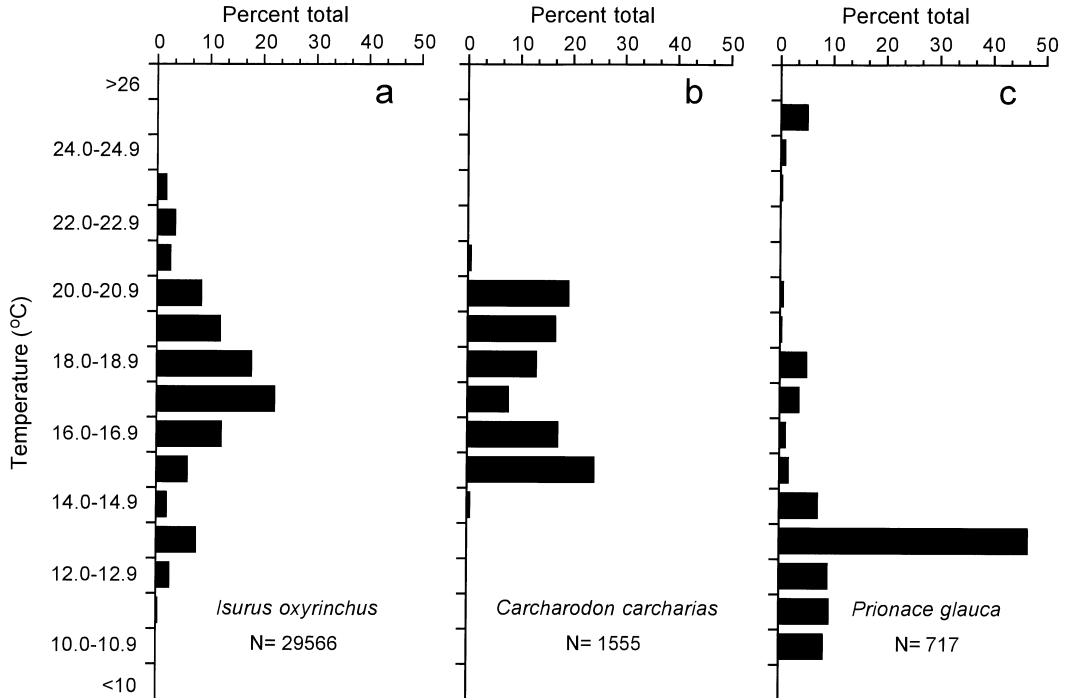 Percent total Percent total Percent total
0 10 20 30 40 50 0 10 20 30 40 50 0 10 20 30 40 50
>26
a b c
24.0-24.9
22.0-22.9
20.0-20.9
18.0-18.9
16.0-16.9
14.0-14.9
12.0-12.9
10.0-10.9
<10
Temperature (°C)
Isurus oxyrinchus Carcharodon carcharias Prionace glauca
N= 29566 N= 1555 N= 717